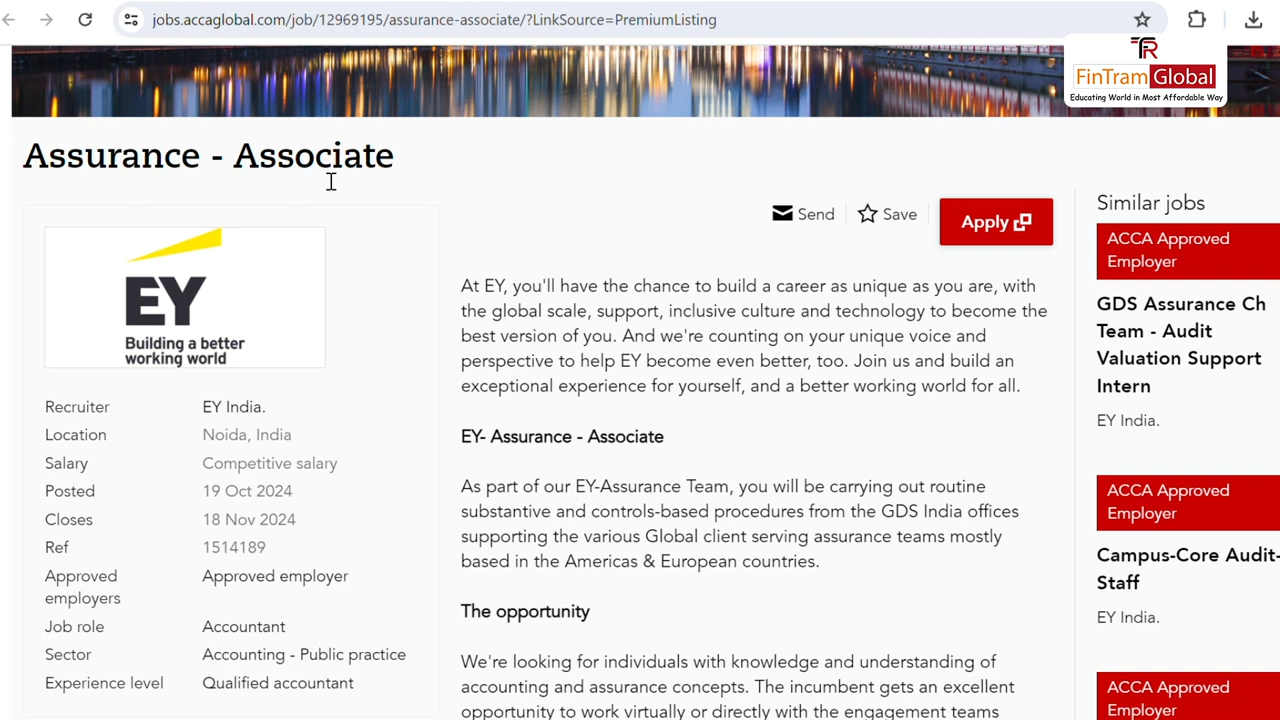 jobs.accaglobal.com/job/12969195/assurance-associate/?LinkSource=PremiumListing
FR
FinTram Global
Educating World in Most Affordable Way
Assurance - Associate
EY
Building a better
working world
Recruiter EY India.
Location Noida, India
Salary Competitive salary
Posted 19 Oct 2024
Closes 18 Nov 2024
Ref 1514189
Approved employers Approved employer
Job role Accountant
Sector Accounting - Public practice
Experience level Qualified accountant
Send Save Apply
At EY, you'll have the chance to build a career as unique as you are, with
the global scale, support, inclusive culture and technology to become the
best version of you. And we're counting on your unique voice and
perspective to help EY become even better, too. Join us and build an
exceptional experience for yourself, and a better working world for all.
EY- Assurance - Associate
As part of our EY-Assurance Team, you will be carrying out routine
substantive and controls-based procedures from the GDS India offices
supporting the various Global client serving assurance teams mostly
based in the Americas & European countries.
The opportunity
We're looking for individuals with knowledge and understanding of
accounting and assurance concepts. The incumbent gets an excellent
opportunity to work virtually or directly with the engagement teams
Similar jobs
ACCA Approved
Employer
GDS Assurance Ch
Team - Audit
Valuation Support
Intern
EY India.
ACCA Approved
Employer
Campus-Core Audit-
Staff
EY India.
ACCA Approved
Employer